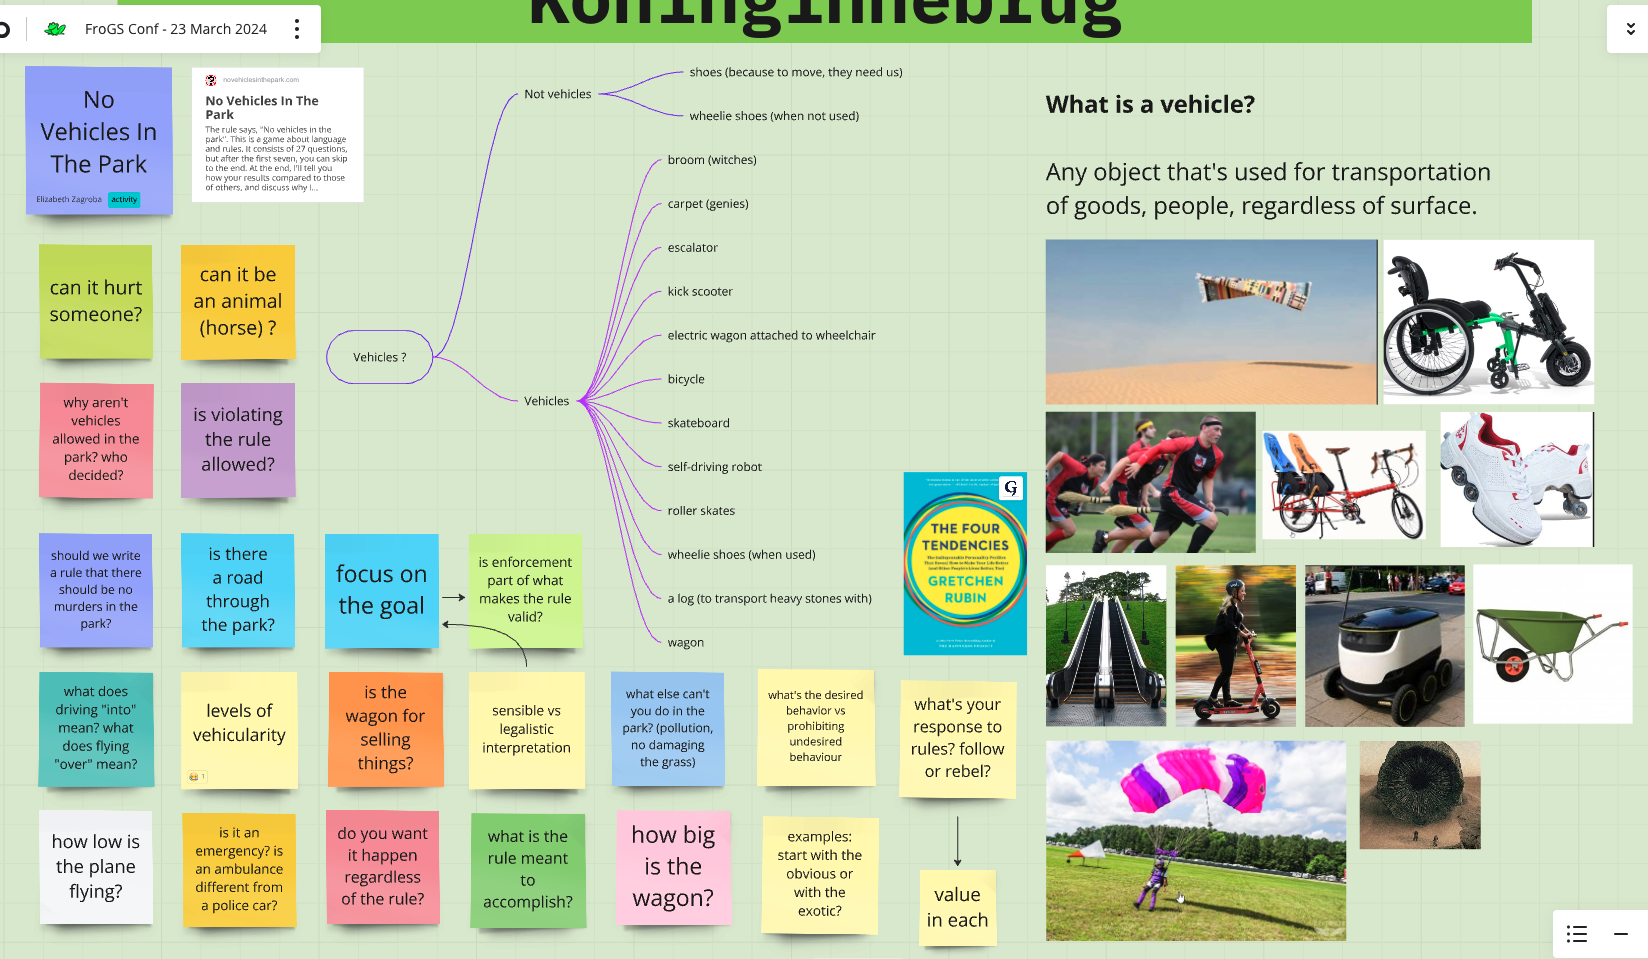 Koninginnebrug
FroGS Conf - 23 March 2024
No
Vehicles In
The Park
Elizabeth Zagroba
activity
novehiclesinthepark.com
No Vehicles In The
Park
The rule says, "No vehicles in the
park". This is a game about language
and rules. It consists of 27 questions,
but after the first seven, you can skip
to the end. At the end, I'll tell you
how your results compared to those
of others, and discuss why I...
can it hurt
someone?
can it be
an animal
(horse) ?
why aren't
vehicles
allowed in the
park? who
decided?
is violating
the rule
allowed?
should we write
a rule that there
should be no
murders in the
park?
is there
a road
through
the park?
focus on
the goal
is enforcement
part of what
makes the rule
valid?
what does
driving "into"
mean? what
does flying
"over" mean?
levels of
vehicularity
1
is the
wagon for
selling
things?
sensible vs
legalistic
interpretation
what else can't
you do in the
park? (pollution,
no damaging
the grass)
what's the desired
behavior vs
prohibiting
undesired
behaviour
what's your
response to
rules? follow
or rebel?
how low is
the plane
flying?
is it an
emergency? is
an ambulance
different from
a police car?
do you want
it happen
regardless
of the rule?
what is the
rule meant
to
accomplish?
how big
is the
wagon?
examples:
start with the
obvious or
with the
exotic?
value
in each
Vehicles ?
Not vehicles
shoes (because to move, they need us)
wheelie shoes (when not used)
Vehicles
broom (witches)
carpet (genies)
escalator
kick scooter
electric wagon attached to wheelchair
bicycle
skateboard
self-driving robot
roller skates
wheelie shoes (when used)
a log (to transport heavy stones with)
wagon
G
THE FOUR
TENDENCIES
GRETCHEN
RUBIN
What is a vehicle?
Any object that's used for transportation
of goods, people, regardless of surface.